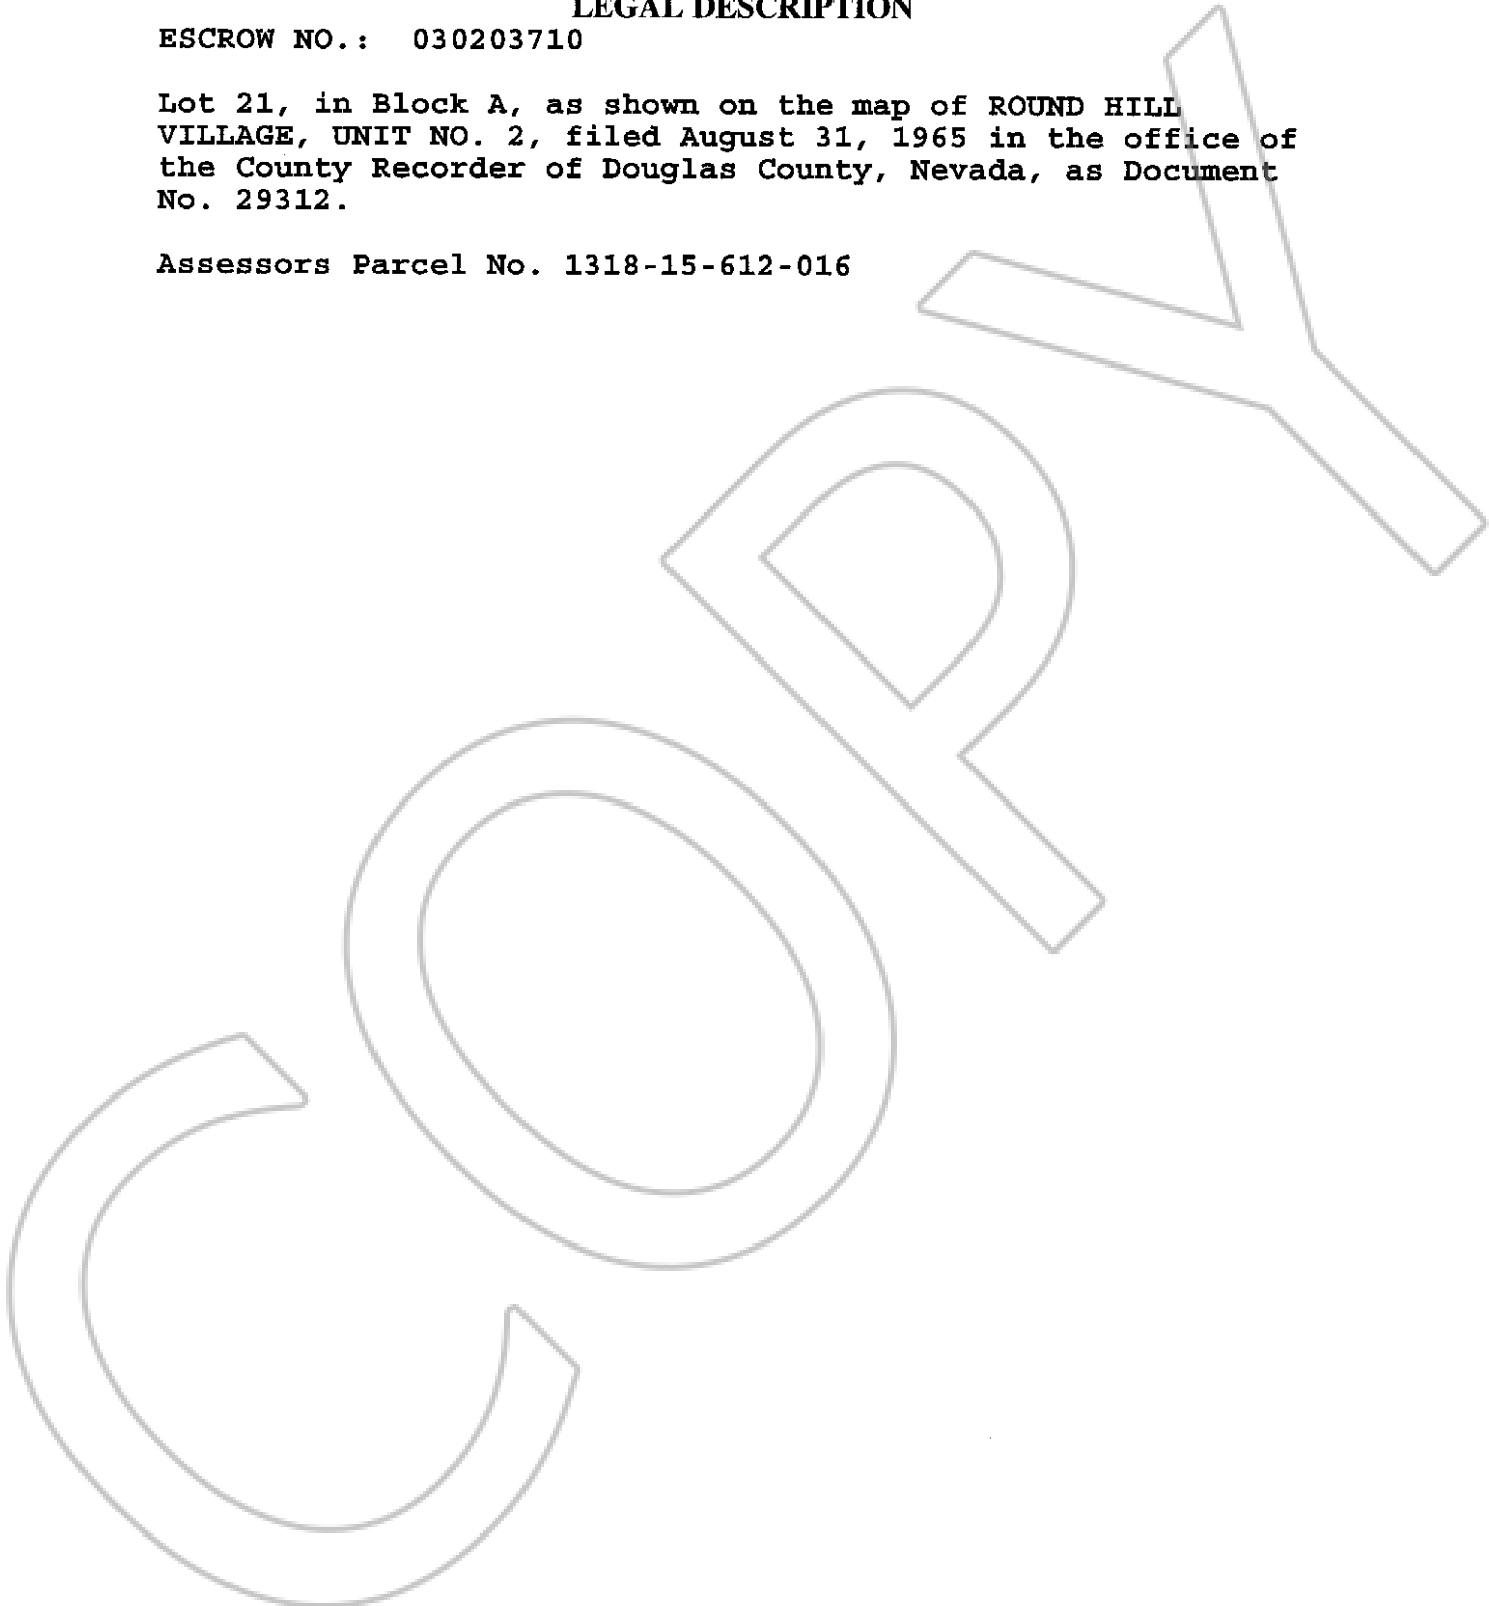 LEGAL DESCRIPTION
ESCROW NO.: 030203710
Lot 21, in Block A, as shown on the map of ROUND HILL
VILLAGE, UNIT NO. 2, filed August 31, 1965 in the office of
the County Recorder of Douglas County, Nevada, as Document
No. 29312.
Assessors Parcel No. 1318-15-612-016
COPY